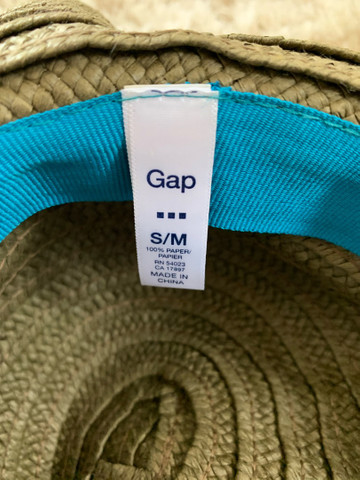 Gap
S/M
100% PAPER/
PAPIER
RN 54023
CA 17897
MADE IN
CHINA